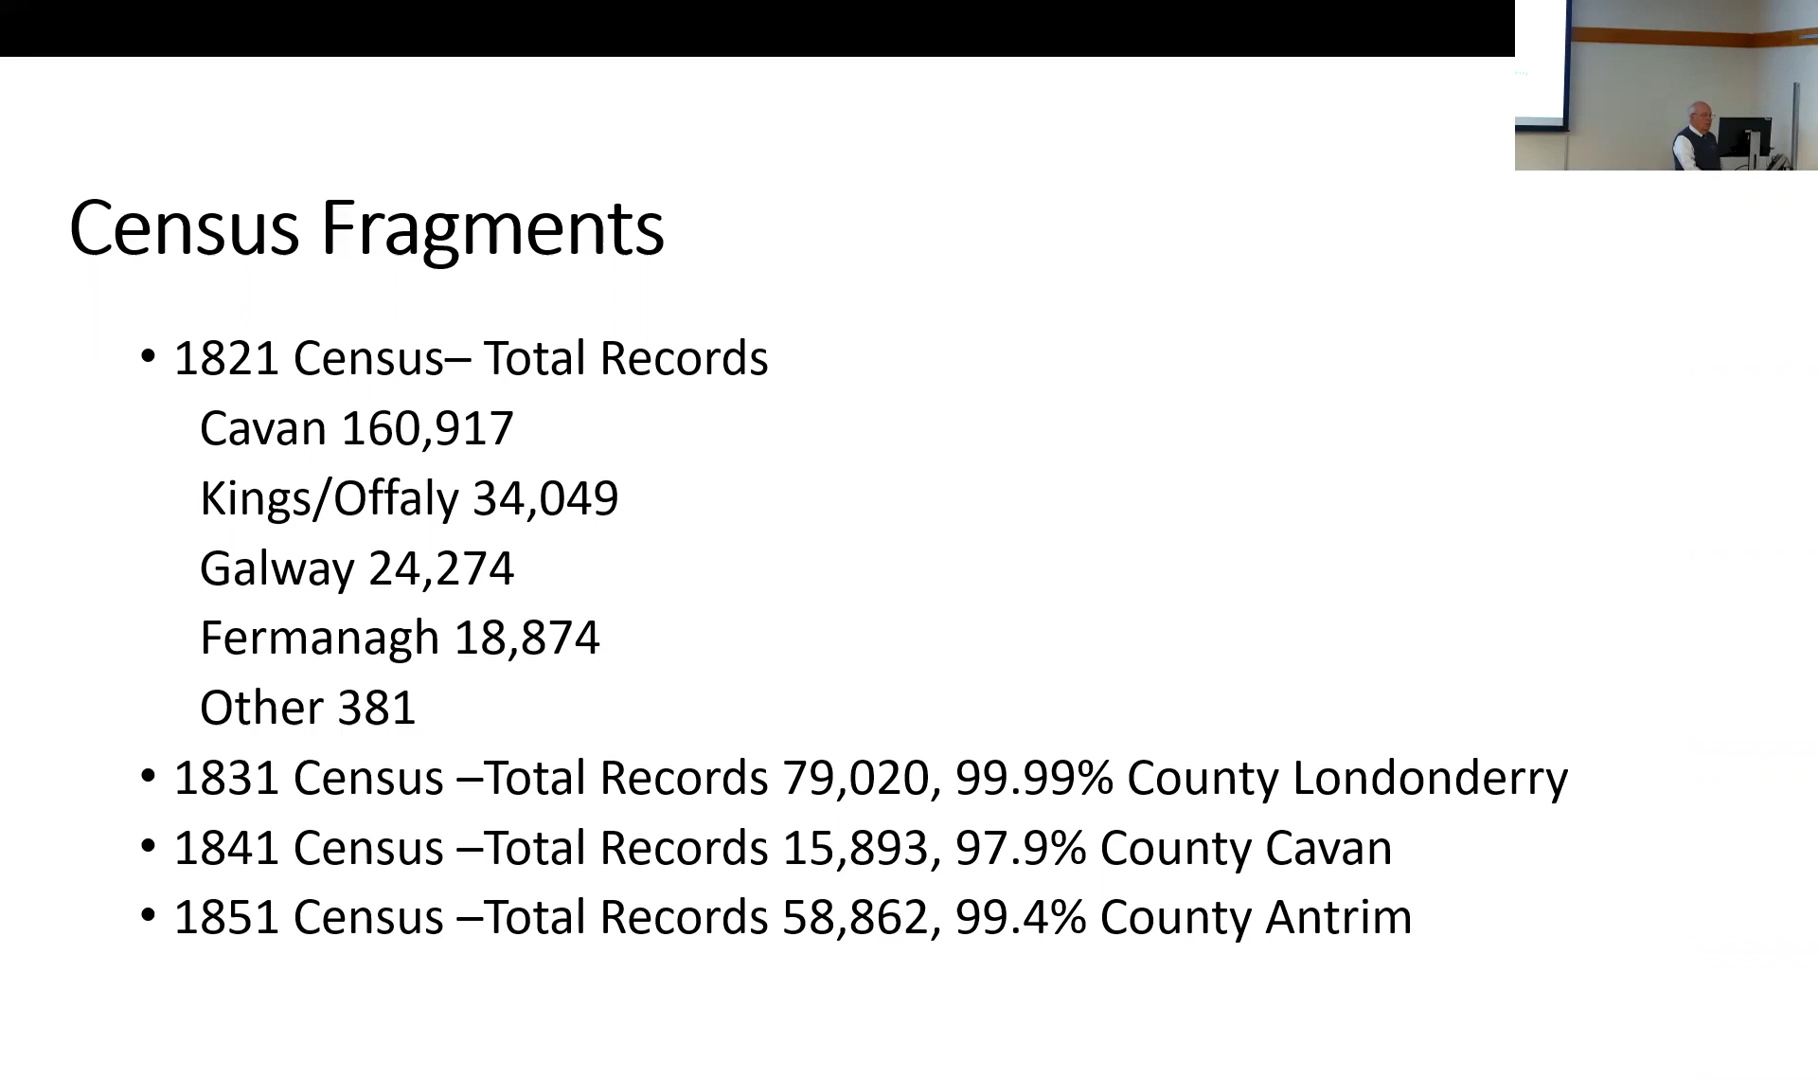 Census Fragments
• 1821 Census– Total Records
Cavan 160,917
Kings/Offaly 34,049
Galway 24,274
Fermanagh 18,874
Other 381
• 1831 Census –Total Records 79,020, 99.99% County Londonderry
• 1841 Census –Total Records 15,893, 97.9% County Cavan
• 1851 Census –Total Records 58,862, 99.4% County Antrim